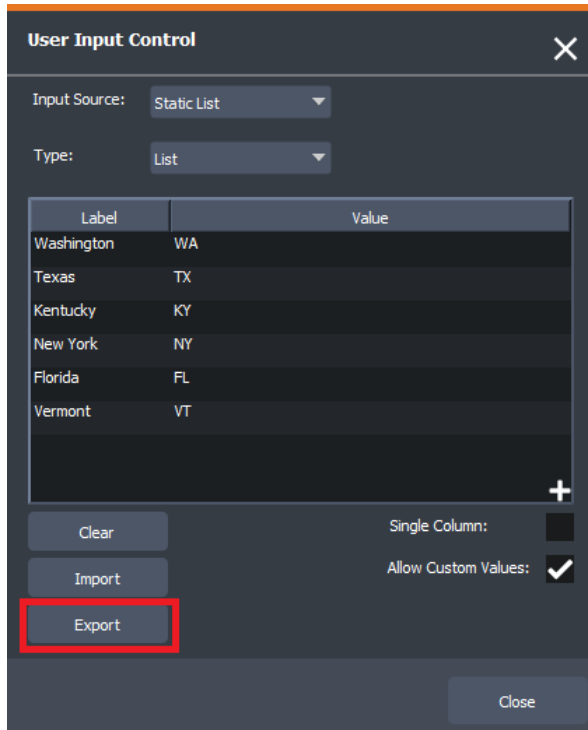 User Input Control
Input Source: Static List
Type: List
Label Value
Washington WA
Texas TX
Kentucky KY
New York NY
Florida FL
Vermont VT
Clear Single Column:
Import Allow Custom Values:
Export
Close